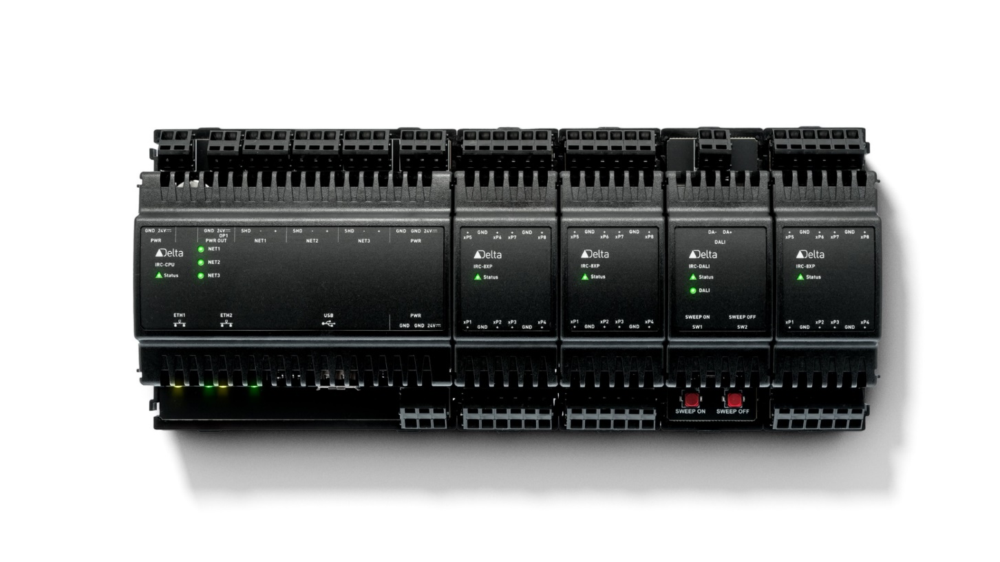 GND 24V GND 24V SHD - + SHD - + SHD - + GND GND 24V
OP1
PWR PWR OUT NET1 NET2 NET3 PWR
Delta
IRC-CPU
Status
NET1
NET2
NET3
ETH1 ETH2 USB PWR
GND GND 24V
+ GND + + GND +
xP5 xP6 xP7 xP8
Delta
IRC-8XP
Status
xP1 xP2 xP3 xP4
+ GND + + GND +
+ GND + + GND +
xP5 xP6 xP7 xP8
Delta
IRC-8XP
Status
xP1 xP2 xP3 xP4
+ GND + + GND +
DA- DA+
DALI
Delta
IRC-DALI
Status
DALI
SWEEP ON SWEEP OFF
SW1 SW2
SWEEP ON SWEEP OFF
+ GND + + GND +
xP5 xP6 xP7 xP8
Delta
IRC-8XP
Status
xP1 xP2 xP3 xP4
+ GND + + GND +